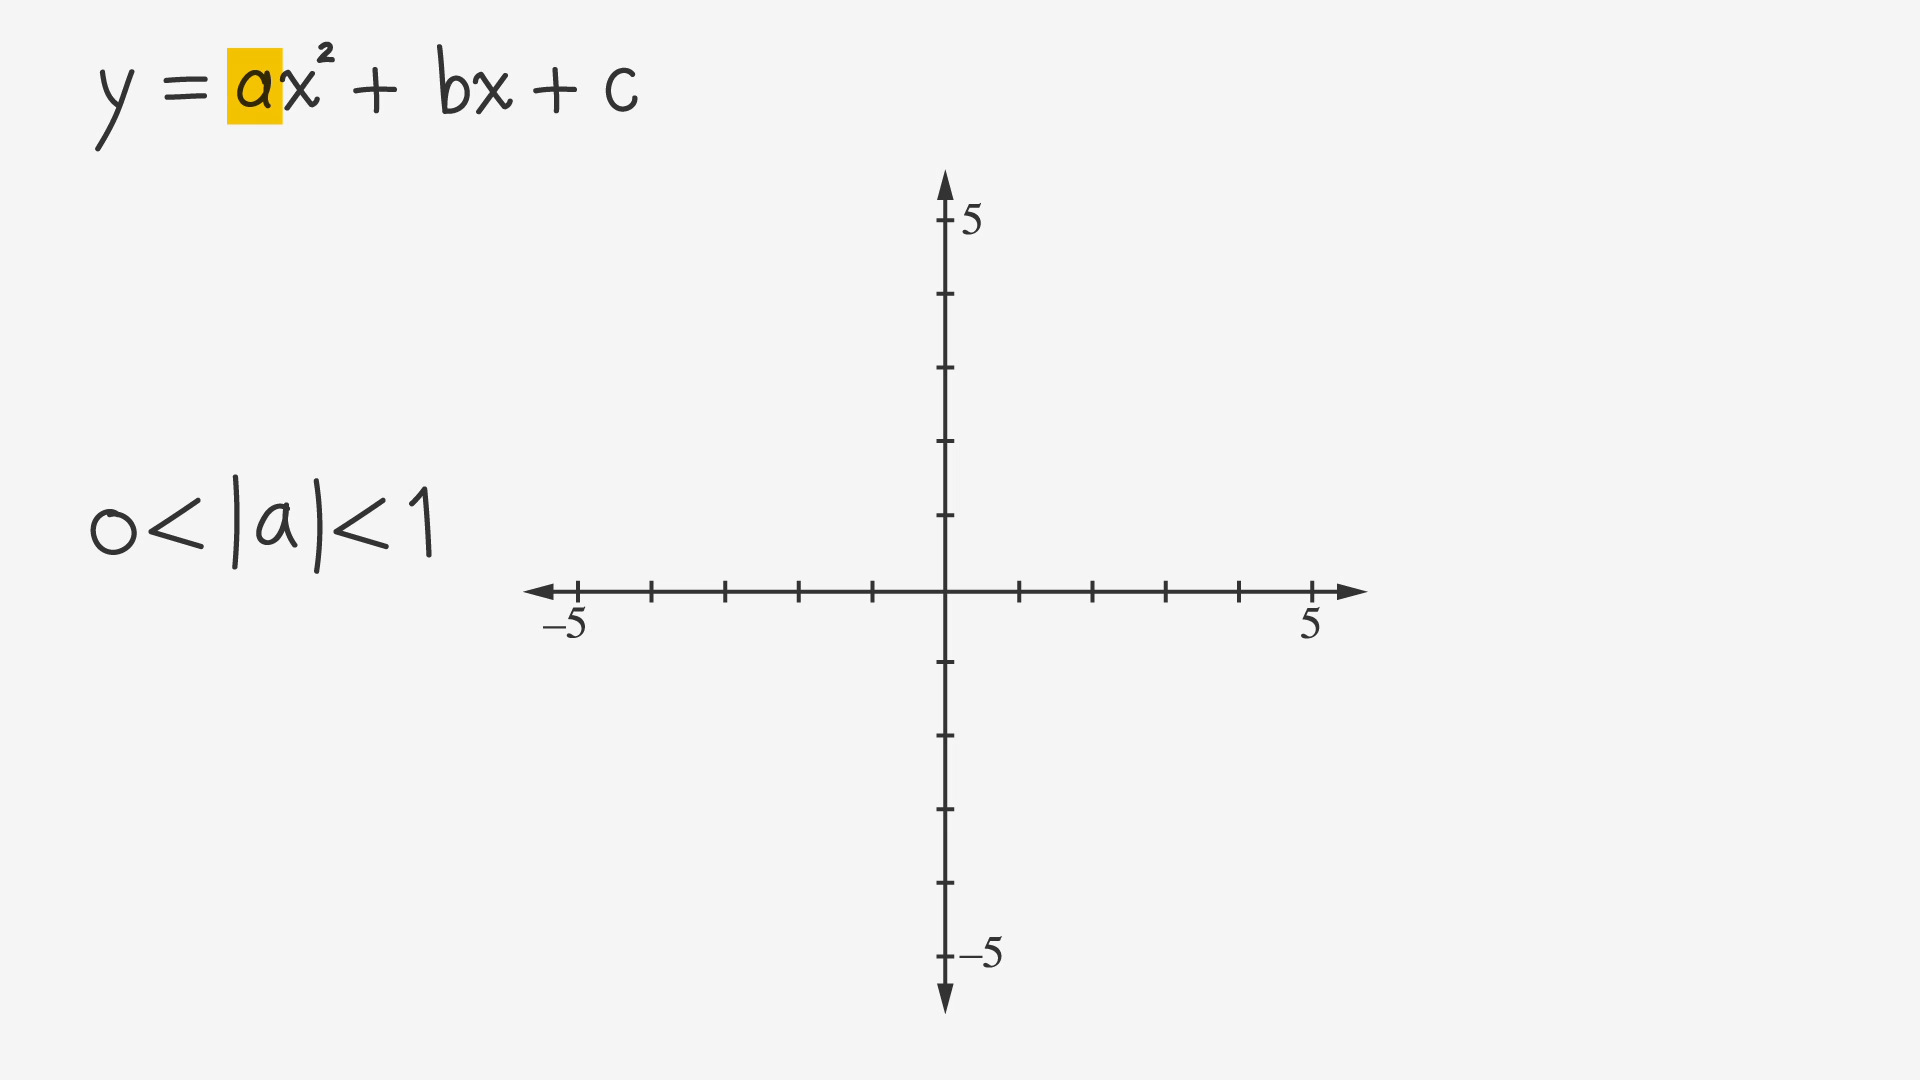 y = ax² + bx + c
5
0 < |a| < 1
–5 5
–5